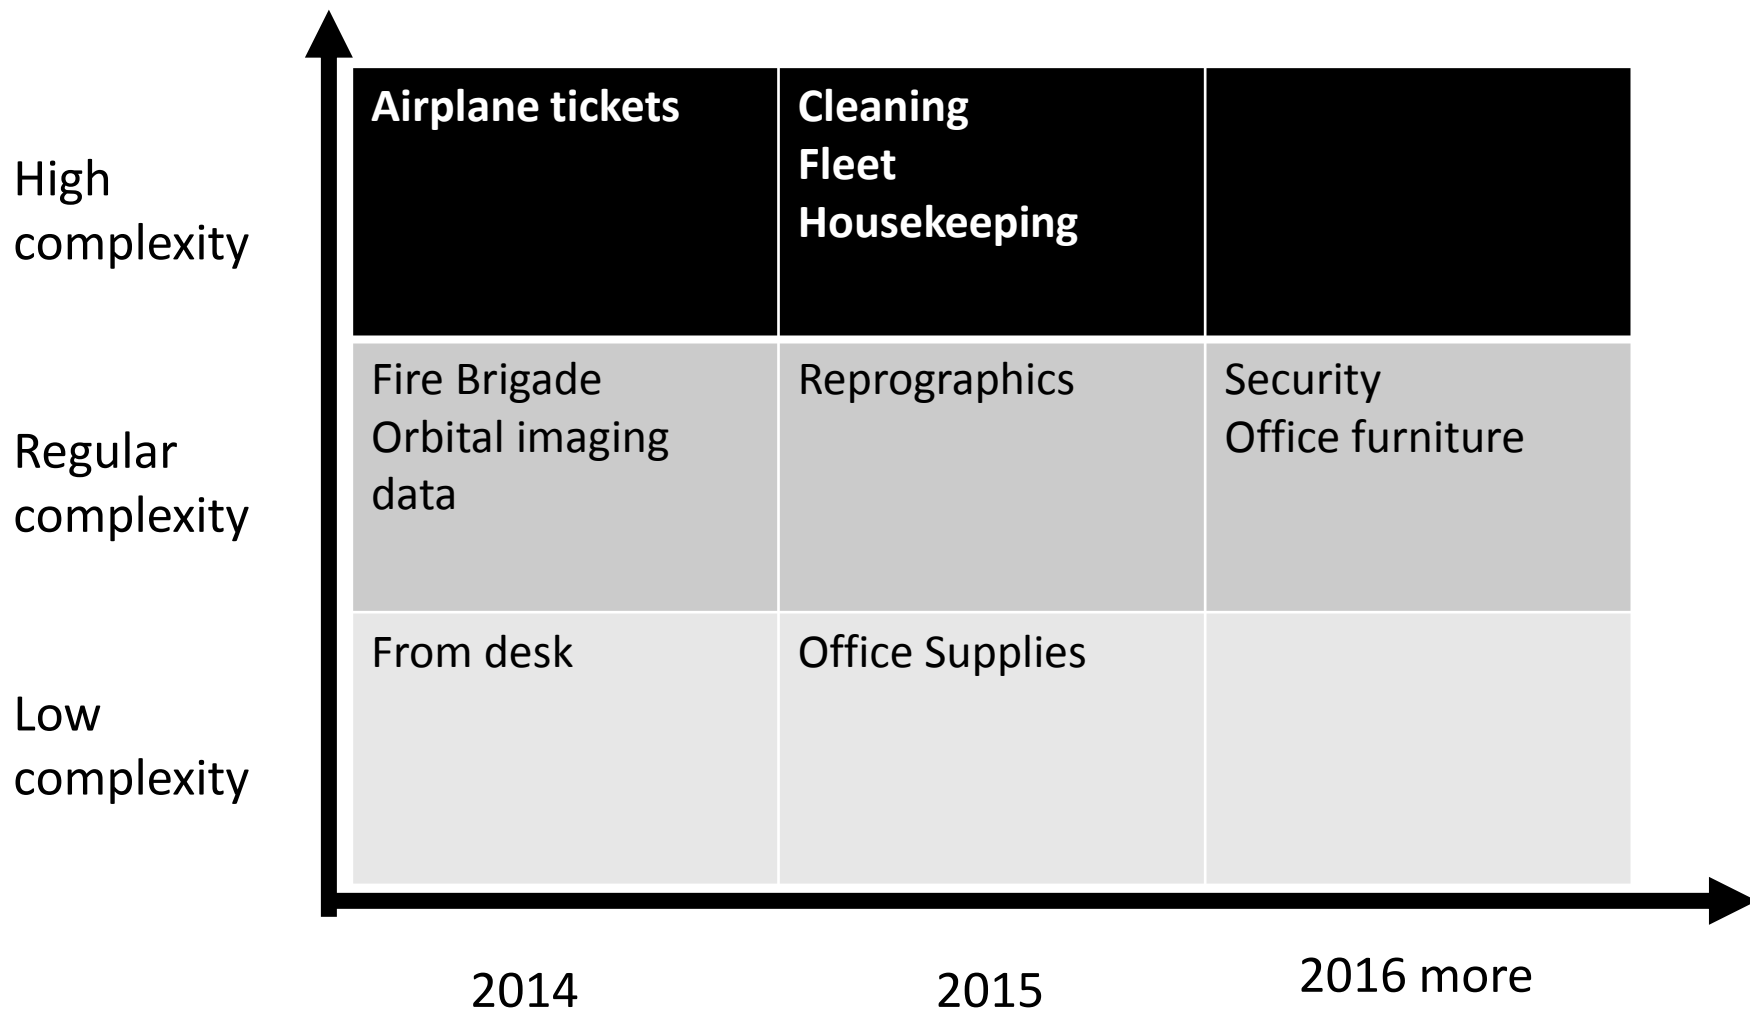 Airplane tickets
Cleaning
Fleet
Housekeeping
High
complexity
Fire Brigade
Orbital imaging
data
Reprographics
Security
Office furniture
Regular
complexity
From desk
Office Supplies
Low
complexity
2014
2015
2016 more